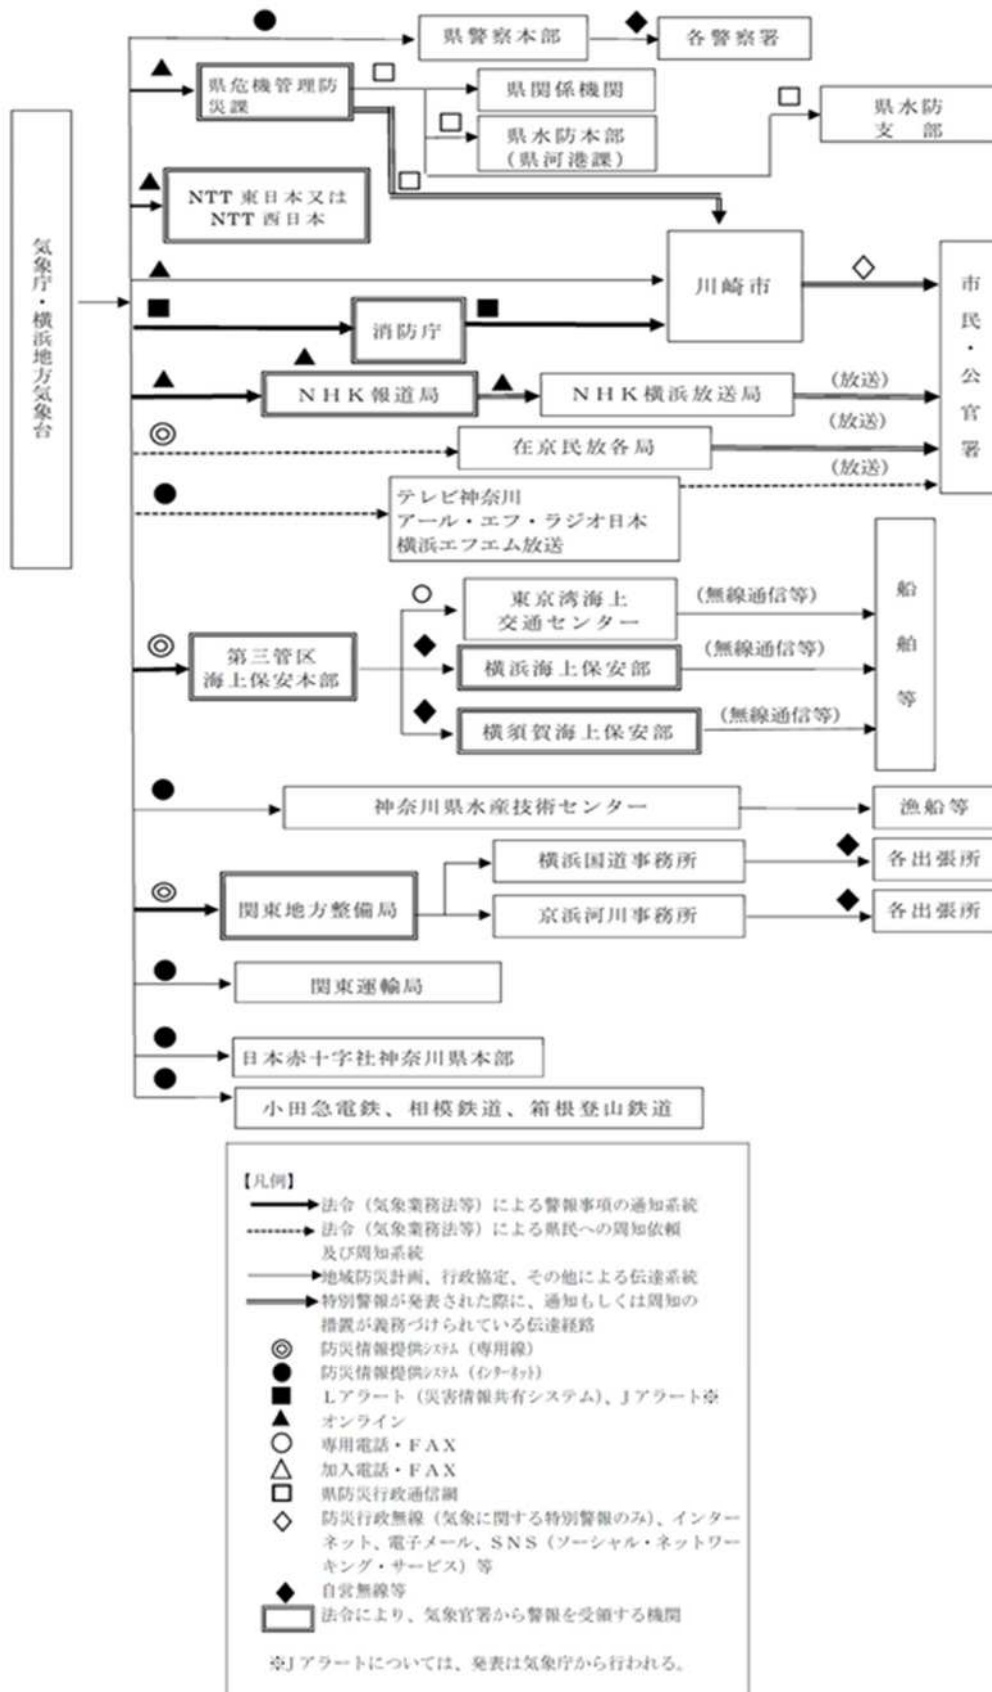 県警察本部
各警察署
県危機管理防
災課
県関係機関
県水防本部
(県河港課)
県水防
支部
NTT 東日本又は
NTT 西日本
気象庁・横浜地方気象台
川崎市
市民・公官署
消防庁
NHK報道局
NHK横浜放送局
(放送)
在京民放各局
(放送)
テレビ神奈川
アール・エフ・ラジオ日本
横浜エフエム放送
(放送)
東京湾海上
交通センター
(無線通信等)
船舶等
第三管区
海上保安本部
横浜海上保安部
(無線通信等)
横須賀海上保安部
(無線通信等)
神奈川県水産技術センター
漁船等
横浜国道事務所
各出張所
関東地方整備局
京浜河川事務所
各出張所
関東運輸局
日本赤十字社神奈川県本部
小田急電鉄、相模鉄道、箱根登山鉄道
【凡例】
法令(気象業務法等)による警報事項の通知系統
法令(気象業務法等)による県民への周知依頼
及び周知系統
地域防災計画、行政協定、その他による伝達系統
特別警報が発表された際に、通知もしくは周知の
措置が義務づけられている伝達経路
防災情報提供システム(専用線)
防災情報提供システム(インターネット)
Lアラート(災害情報共有システム)、Jアラート※
オンライン
専用電話・FAX
加入電話・FAX
県防災行政通信網
防災行政無線(気象に関する特別警報のみ)、インター
ネット、電子メール、SNS(ソーシャル・ネットワー
キング・サービス)等
自営無線等
法令により、気象官署から警報を受領する機関
※Jアラートについては、発表は気象庁から行われる。